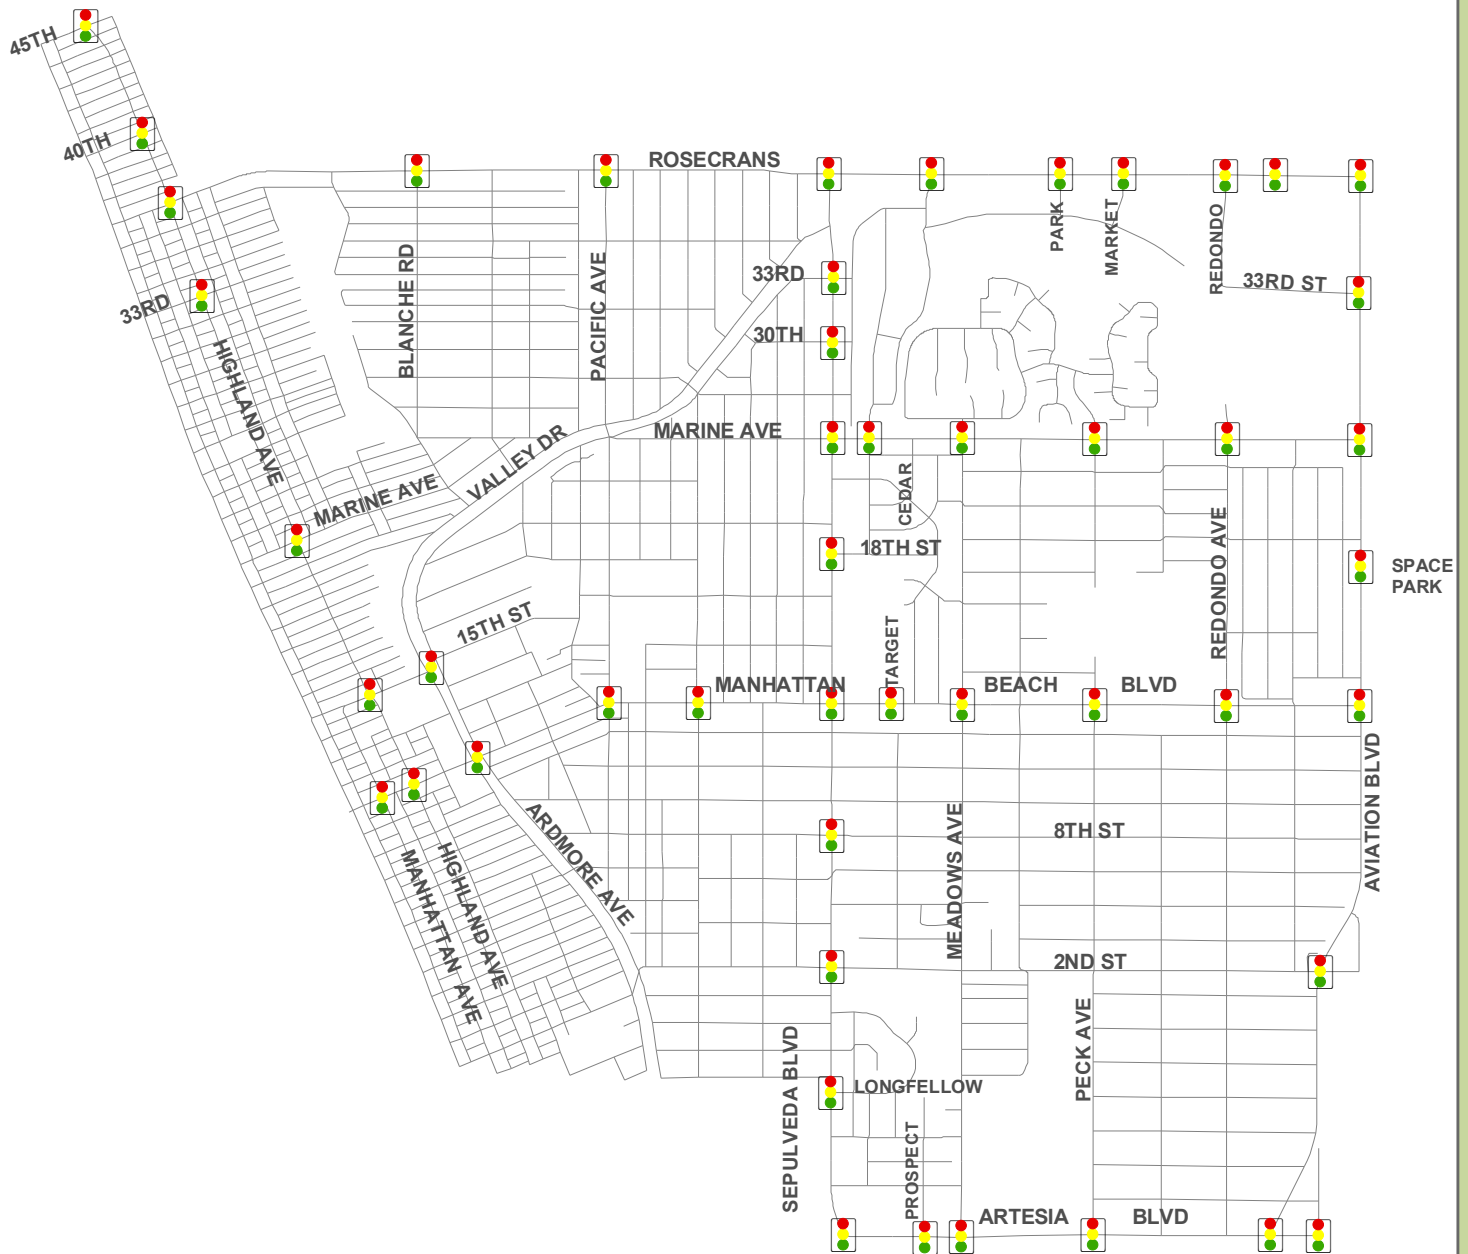 45TH
40TH
ROSECRANS
PARK
MARKET
REDONDO
33RD
33RD
33RD ST
BLANCHE RD
PACIFIC AVE
30TH
HIGHLAND AVE
VALLEY DR
MARINE AVE
MARINE AVE
CEDAR
18TH ST
REDONDO AVE
SPACE
PARK
15TH ST
TARGET
MANHATTAN
BEACH
BLVD
AVIATION BLVD
ARDMORE AVE
8TH ST
MEADOWS AVE
MANHATTAN AVE
HIGHLAND AVE
2ND ST
SEPULVEDA BLVD
PECK AVE
LONGFELLOW
PROSPECT
ARTESIA
BLVD